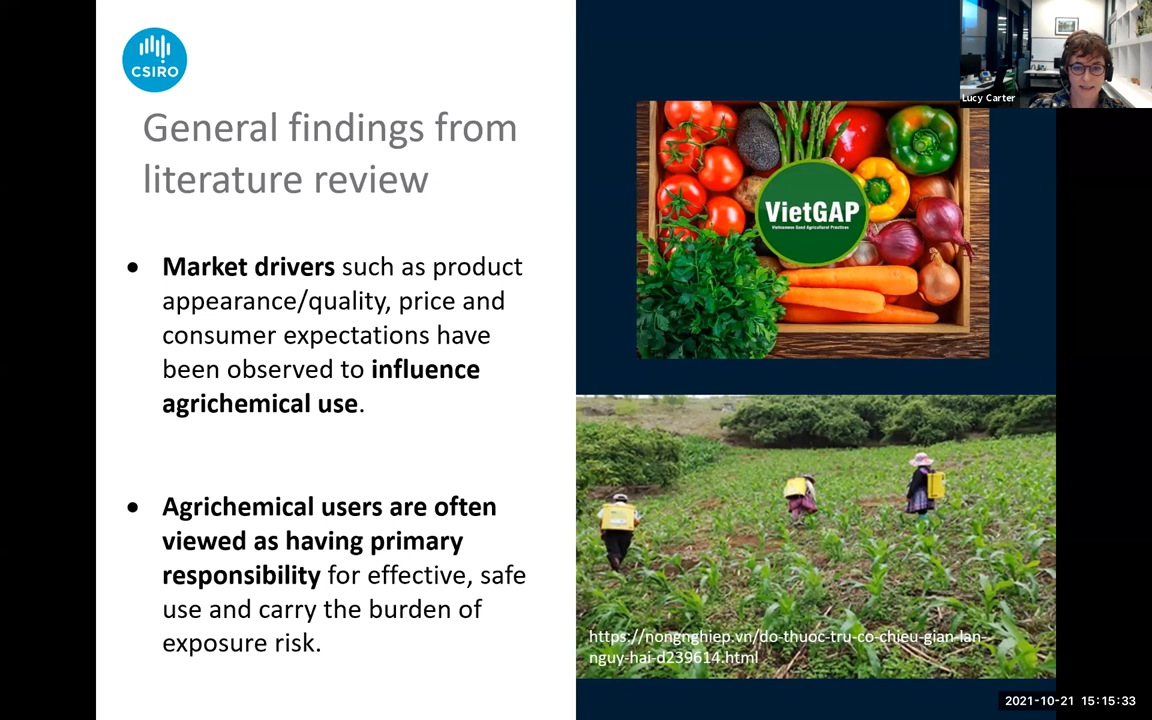 CSIRO
General findings from
literature review
• Market drivers such as product
appearance/quality, price and
consumer expectations have
been observed to influence
agrichemical use.
• Agrichemical users are often
viewed as having primary
responsibility for effective, safe
use and carry the burden of
exposure risk.
VietGAP
Vietnamese Good Agricultural Practices
https://nongnghiep.vn/do-thuoc-tru-co-chieu-gian-lan-
nguy-hai-d239614.html
Lucy Carter
2021-10-21 15:15:33